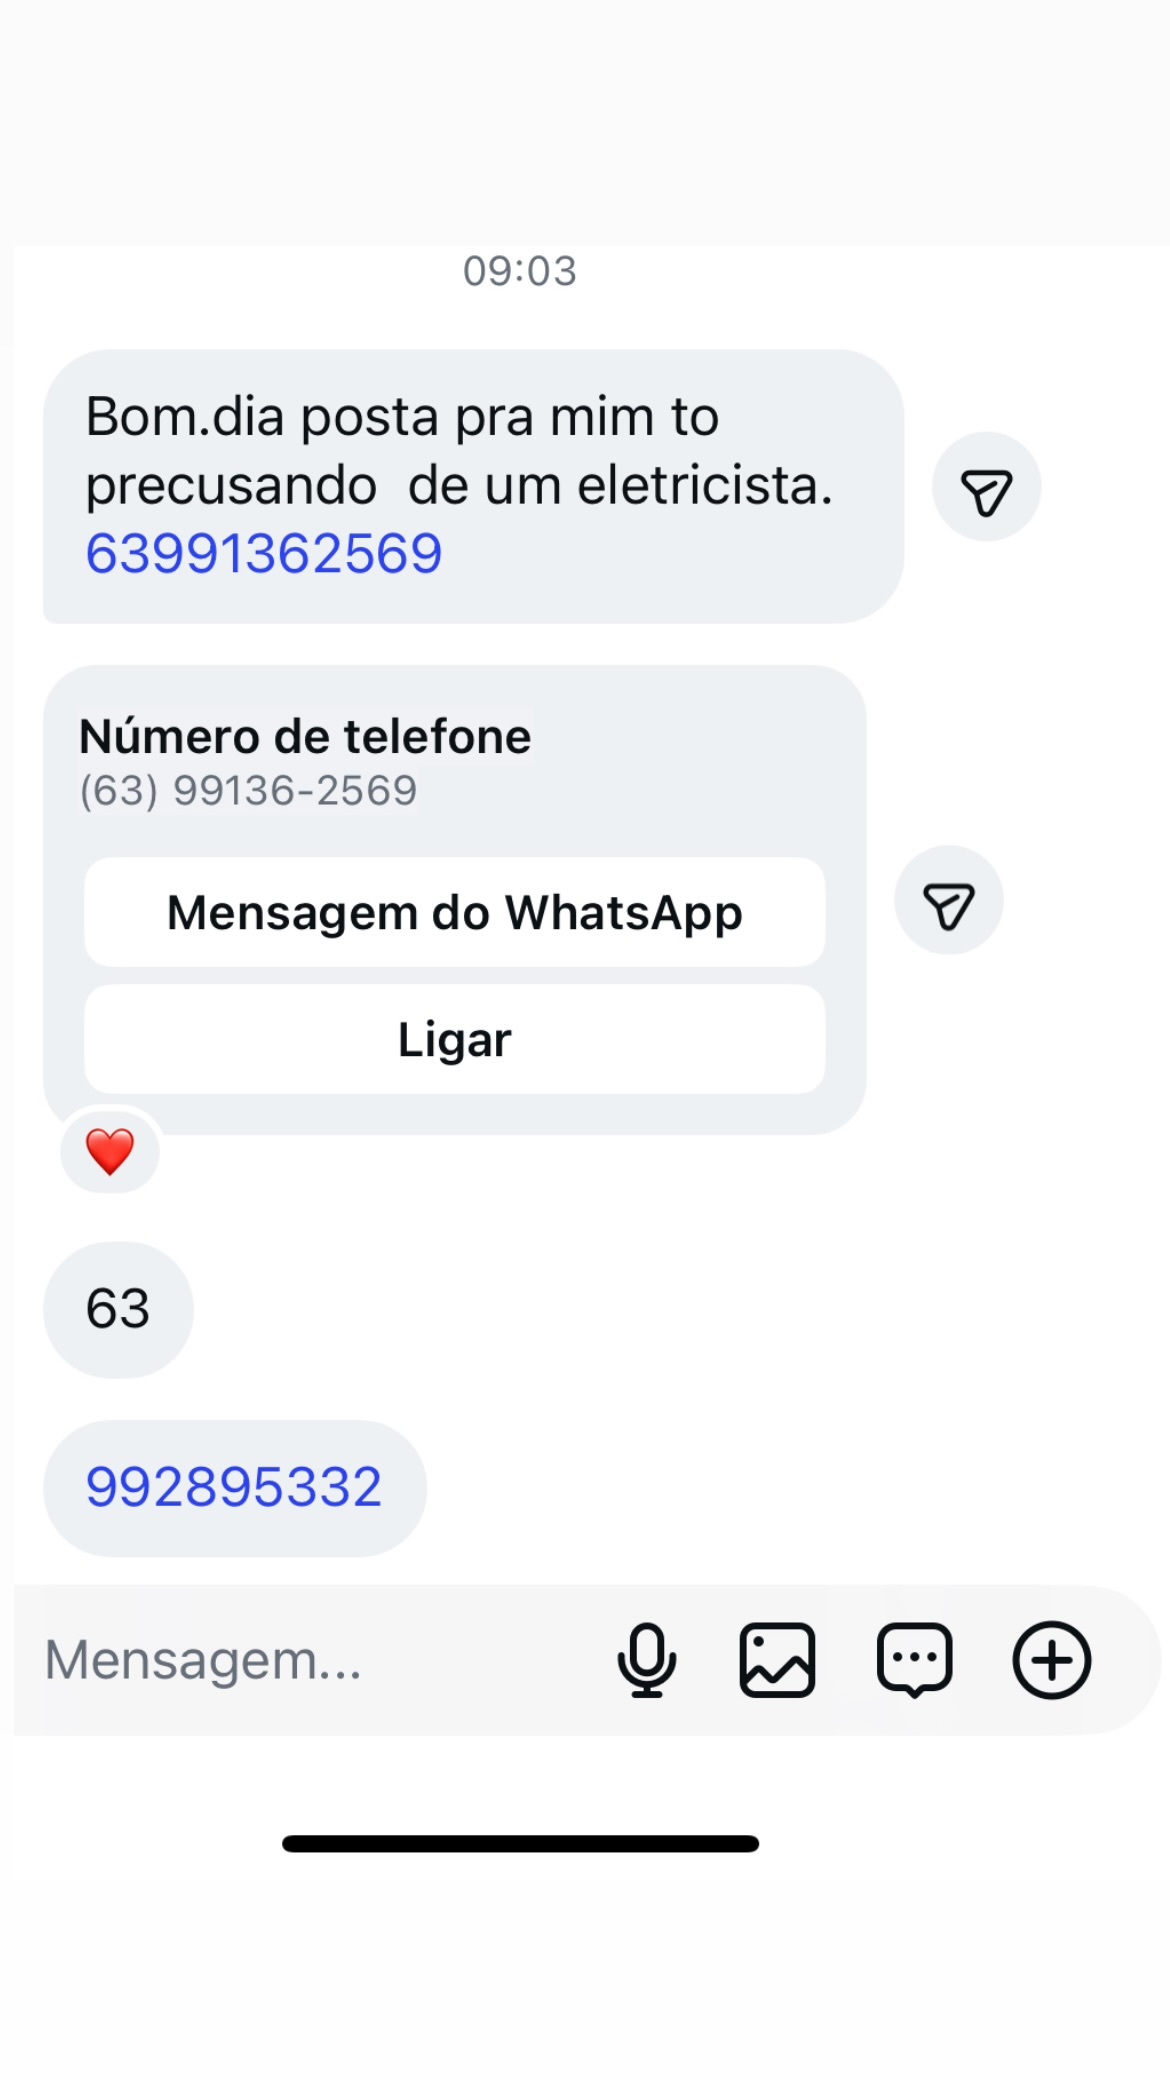 09:03
Bom.dia posta pra mim to
precusando  de um eletricista.
63991362569
Número de telefone
(63) 99136-2569
Mensagem do WhatsApp
Ligar
63
992895332
Mensagem...